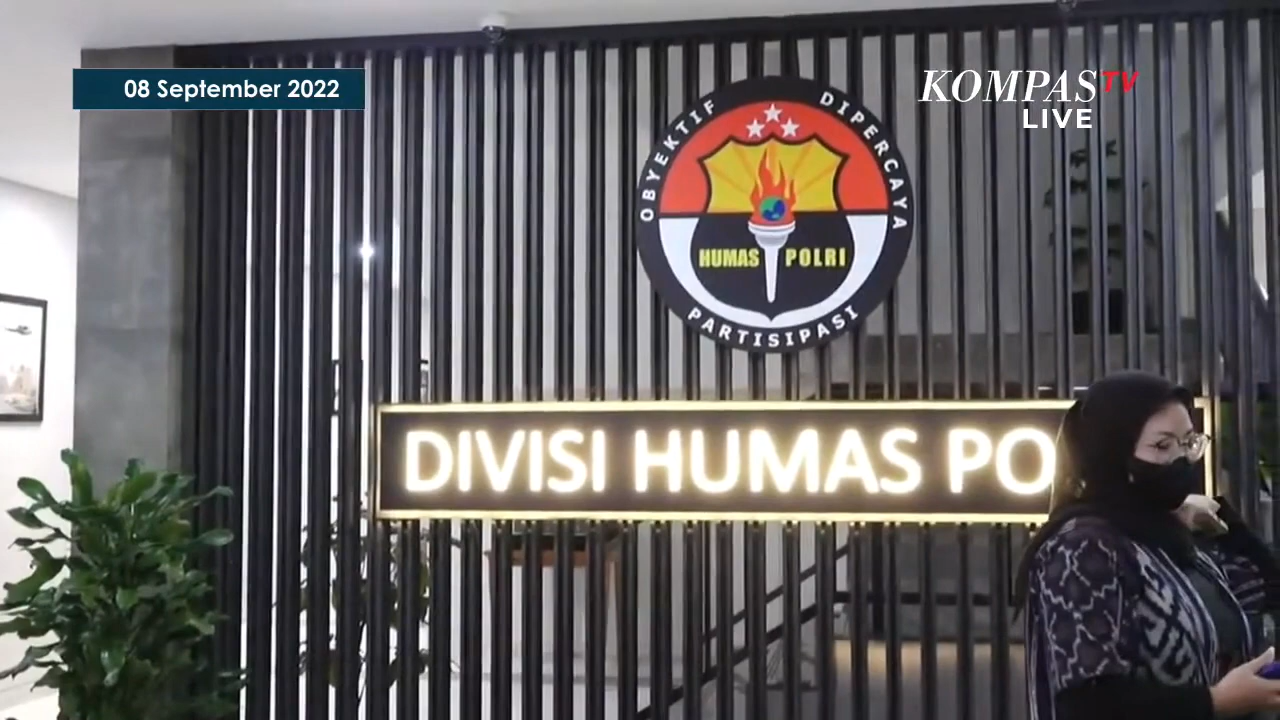 08 September 2022
KOMPAS TV
LIVE
OBYEKTIF DIPERCAYA
HUMAS POLRI
PARTISIPASI
DIVISI HUMAS PO